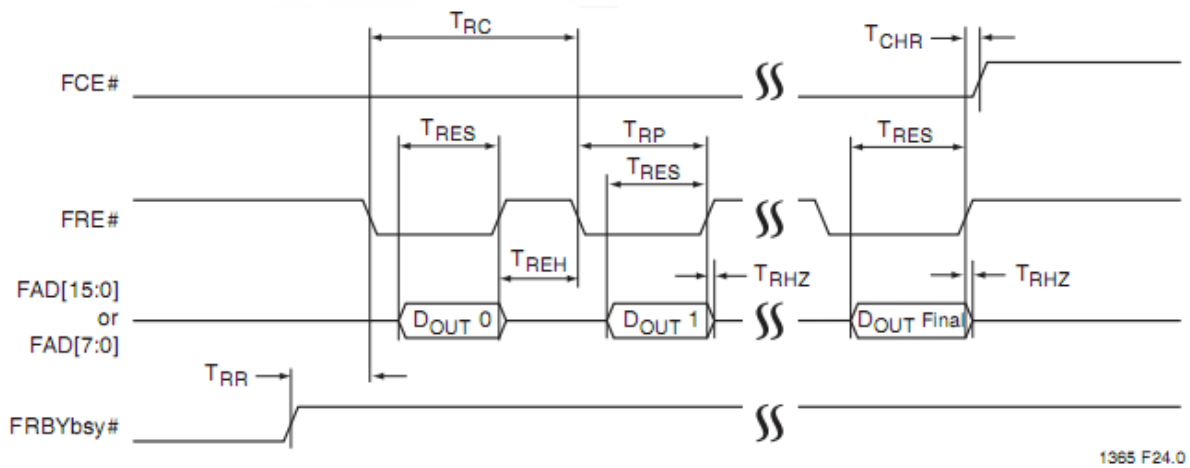 TRC
TCHR
FCE#
TRES
TRP
TRES
TRES
FRE#
TREH
TRHZ
TRHZ
FAD[15:0]
or
FAD[7:0]
DOUT 0
DOUT 1
DOUT Final
TRR
FRBYbsy#
1365 F24.0